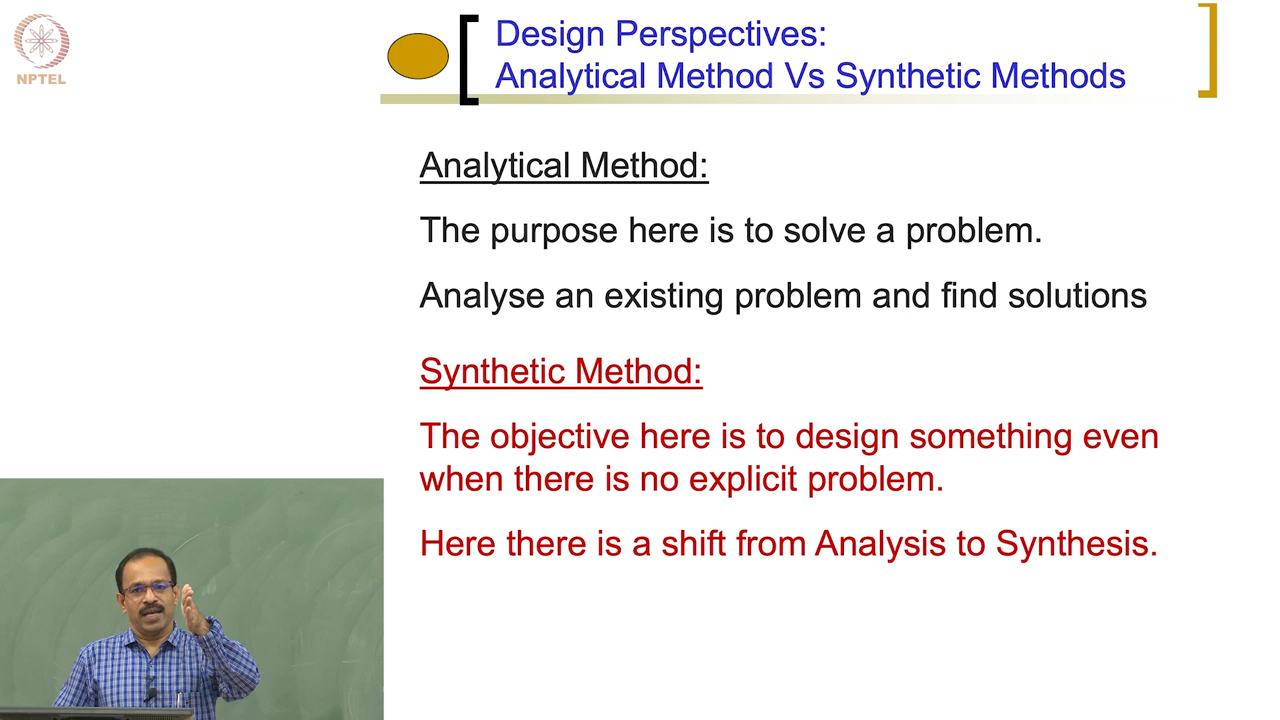 NPTEL
Design Perspectives:
Analytical Method Vs Synthetic Methods
Analytical Method:
The purpose here is to solve a problem.
Analyse an existing problem and find solutions
Synthetic Method:
The objective here is to design something even
when there is no explicit problem.
Here there is a shift from Analysis to Synthesis.